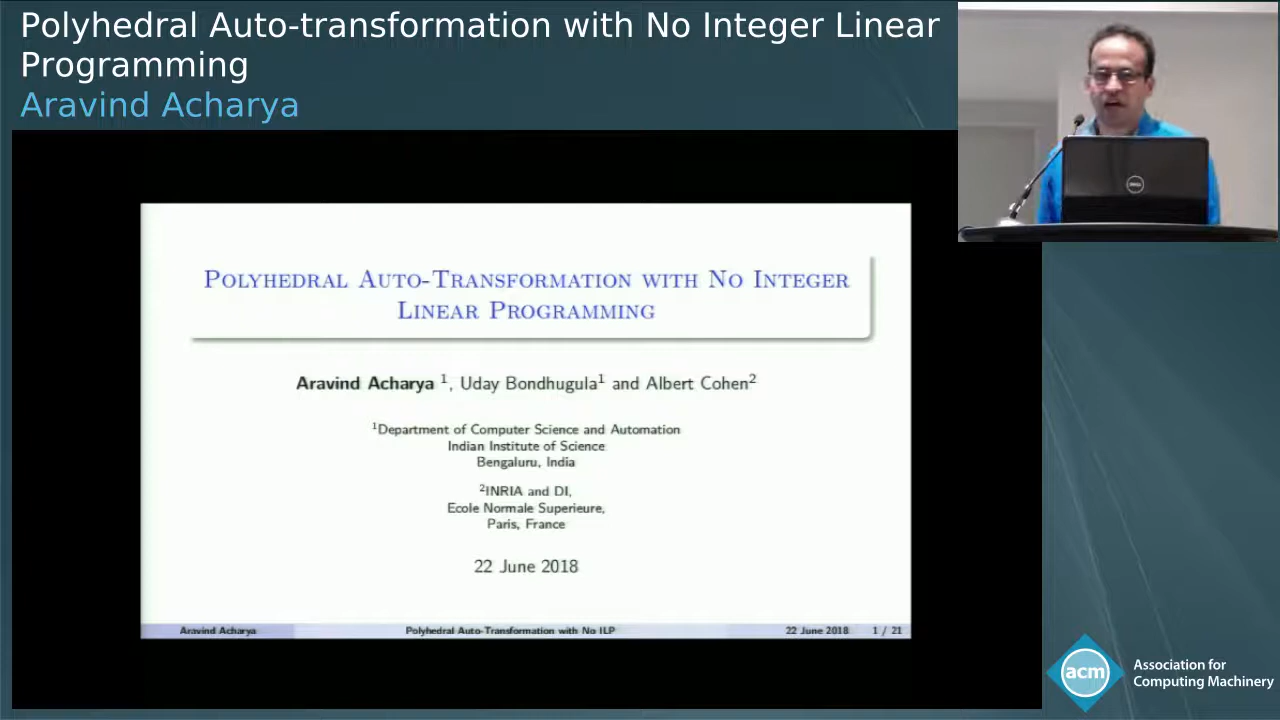 Polyhedral Auto-transformation with No Integer Linear
Programming
Aravind Acharya
POLYHEDRAL AUTO-TRANSFORMATION WITH NO INTEGER
LINEAR PROGRAMMING
Aravind Acharya 1, Uday Bondhugula1 and Albert Cohen2
1Department of Computer Science and Automation
Indian Institute of Science
Bengaluru, India
2INRIA and DI,
Ecole Normale Superieure,
Paris, France
22 June 2018
Aravind Acharya Polyhedral Auto-Transformation with No ILP 22 June 2018 1 / 21
DELL
acm Association for
Computing Machinery